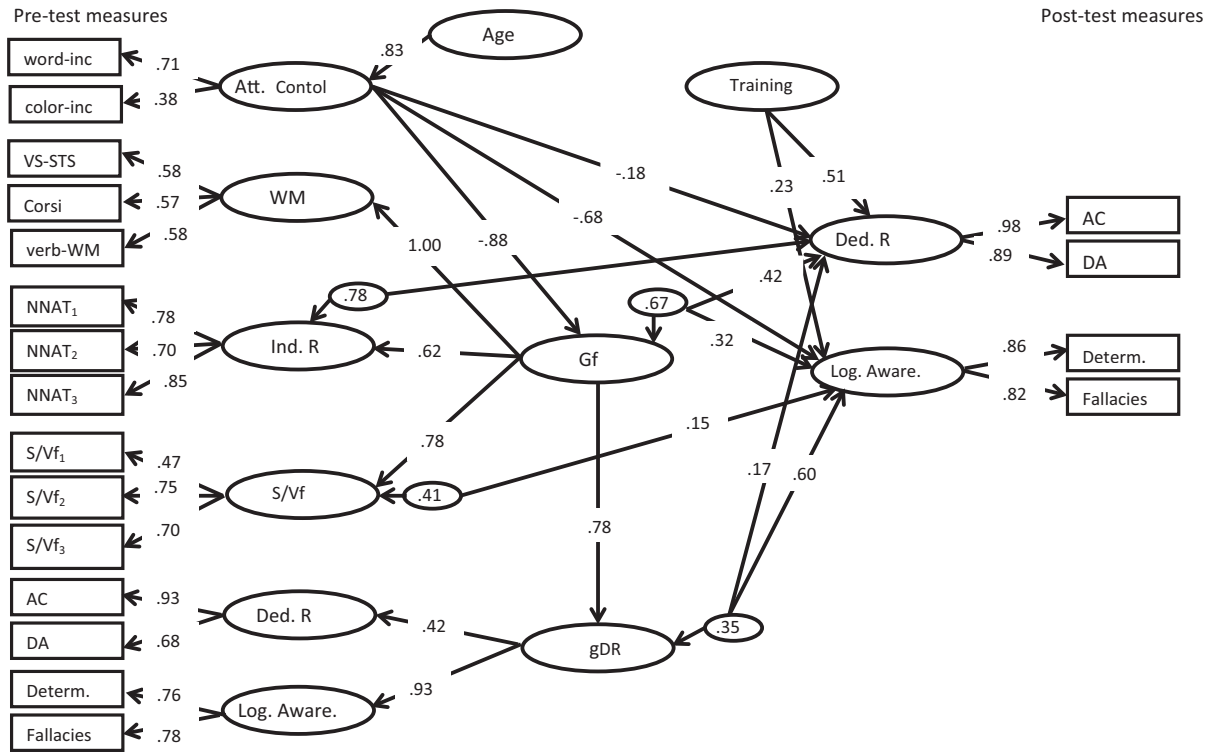 Pre-test measures
Post-test measures
Age
word-inc
.71
.83
Att. Contol
color-inc
.38
Training
VS-STS
.58
-.18
.23
.51
WM
Corsi
.57
-.68
.98
AC
verb-WM
.58
1.00
-.88
Ded. R
.89
DA
.42
NNAT1
.78
.78
.67
NNAT2
.70
Ind. R
.62
Gf
.32
.86
Determ.
NNAT3
.85
Log. Aware.
.82
Fallacies
.15
S/Vf1
.47
.78
.17
.60
S/Vf2
.75
S/Vf
.41
S/Vf3
.70
.78
AC
.93
Ded. R
.42
.35
DA
.68
gDR
Determ.
.76
.93
Log. Aware.
Fallacies
.78